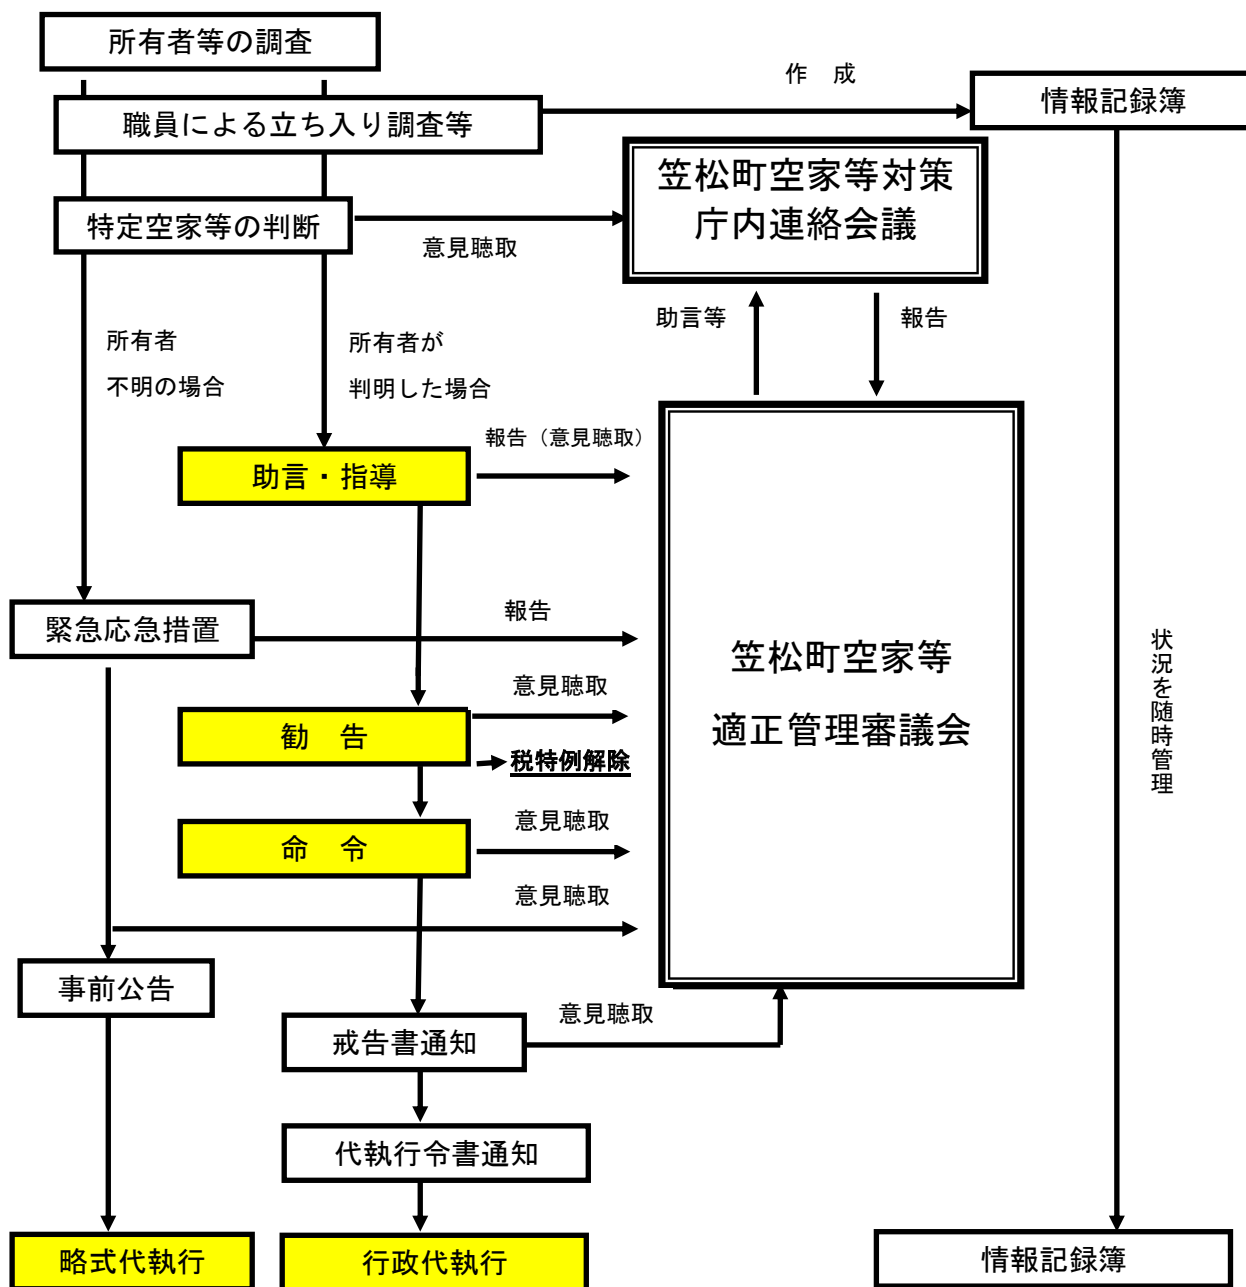 所有者等の調査
作　成
情報記録簿
職員による立ち入り調査等
笠松町空家等対策
庁内連絡会議
特定空家等の判断
意見聴取
助言等
報告
所有者
不明の場合
所有者が
判明した場合
報告（意見聴取）
助言・指導
緊急応急措置
報告
笠松町空家等
適正管理審議会
状況を随時管理
意見聴取
勧　告
税特例解除
意見聴取
命　令
意見聴取
事前公告
戒告書通知
意見聴取
代執行令書通知
略式代執行
行政代執行
情報記録簿